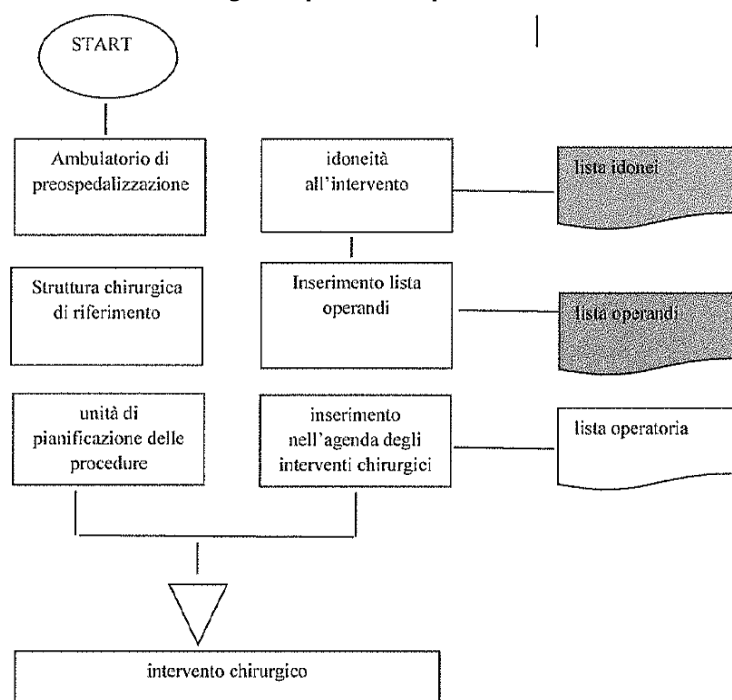 START
Ambulatorio di
preospedalizzazione
idoneità
all'intervento
lista idonei
Struttura chirurgica
di riferimento
Inserimento lista
operandi
lista operandi
unità di
pianificazione delle
procedure
inserimento
nell'agenda degli
interventi chirurgici
lista operatoria
intervento chirurgico